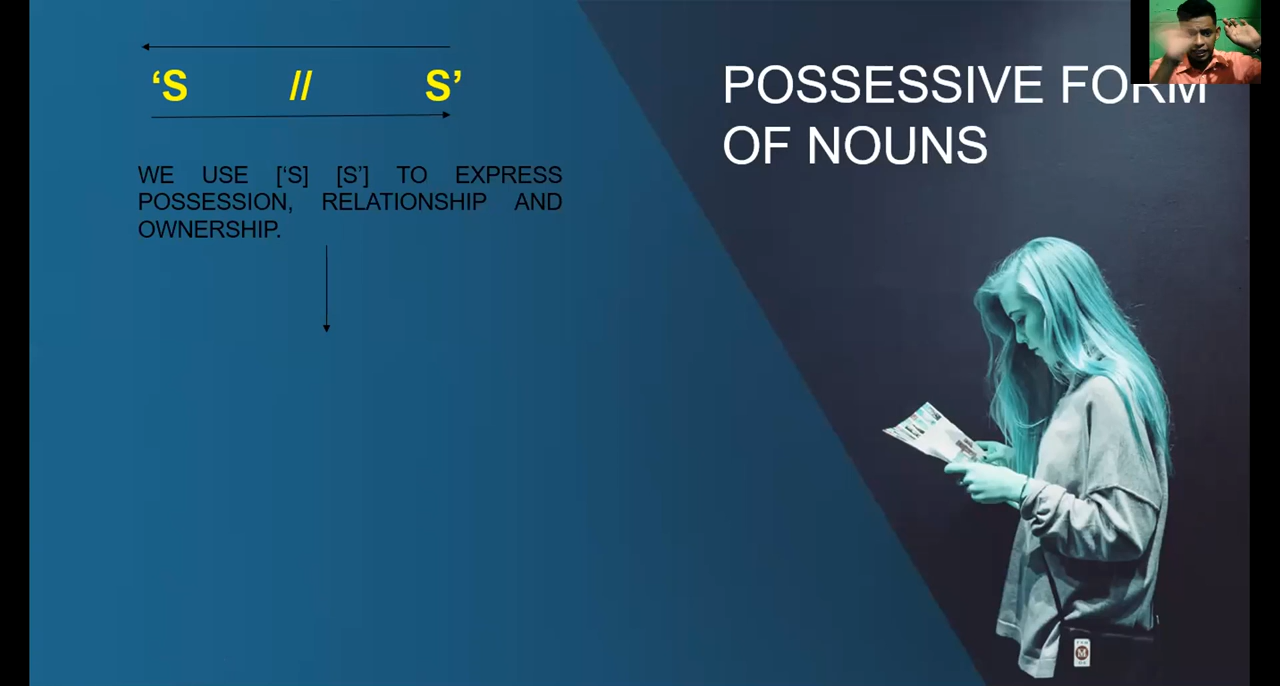 ‘S // S’
WE USE [‘S] [S’] TO EXPRESS
POSSESSION, RELATIONSHIP AND
OWNERSHIP.
POSSESSIVE FORM
OF NOUNS